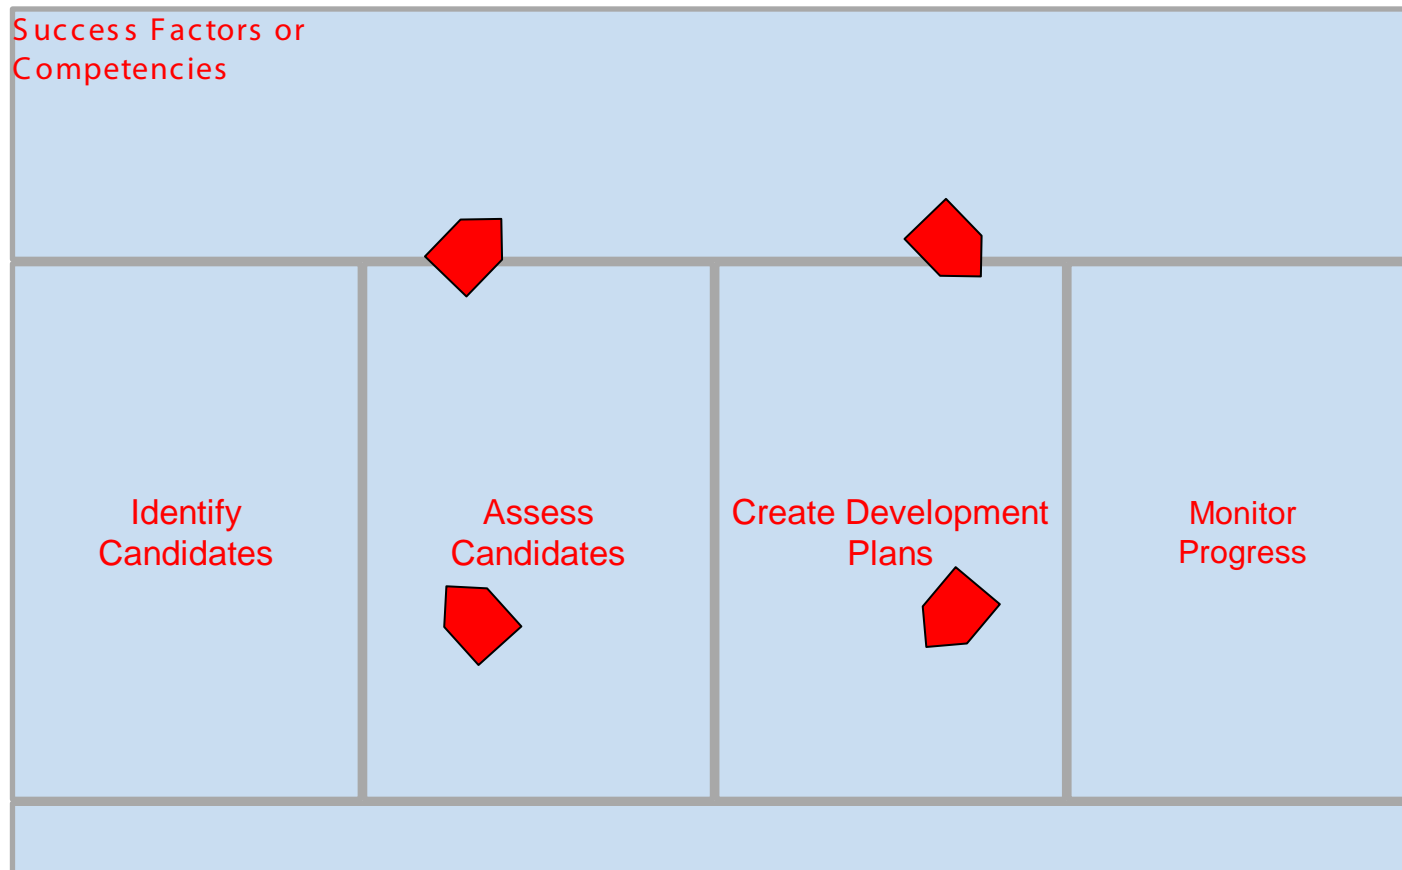 Success Factors or
Competencies
Identify
Candidates
Assess
Candidates
Create Development
Plans
Monitor
Progress